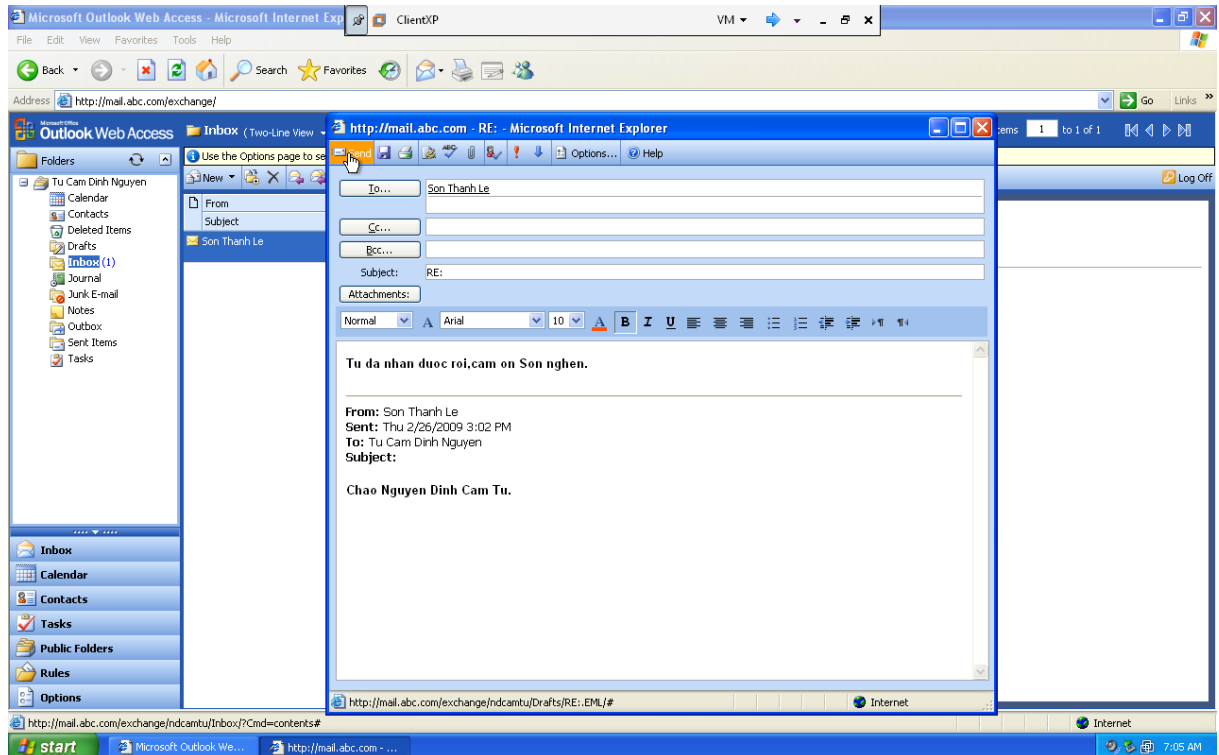 Microsoft Outlook Web Access - Microsoft Internet Exp
ClientXP
VM
File Edit View Favorites Tools Help
Back Search Favorites
Address http://mail.abc.com/exchange/ Go Links »
Microsoft Office
Outlook Web Access
Inbox (Two-Line View
ems 1 to 1 of 1
Folders
Use the Options page to se
New
Log Off
Tu Cam Dinh Nguyen
Calendar
Contacts
Deleted Items
Drafts
Inbox (1)
Journal
Junk E-mail
Notes
Outbox
Sent Items
Tasks
From
Subject
Son Thanh Le
Inbox
Calendar
Contacts
Tasks
Public Folders
Rules
Options
http://mail.abc.com - RE: - Microsoft Internet Explorer
Send Options... Help
To... Son Thanh Le
Cc...
Bcc...
Subject: RE:
Attachments:
Normal A Arial 10 A B I U
Tu da nhan duoc roi,cam on Son nghen.
From: Son Thanh Le
Sent: Thu 2/26/2009 3:02 PM
To: Tu Cam Dinh Nguyen
Subject:
Chao Nguyen Dinh Cam Tu.
http://mail.abc.com/exchange/ndcamtu/Drafts/RE:.EML/# Internet
http://mail.abc.com/exchange/ndcamtu/Inbox/?Cmd=contents# Internet
start Microsoft Outlook We... http://mail.abc.com - ... 7:05 AM